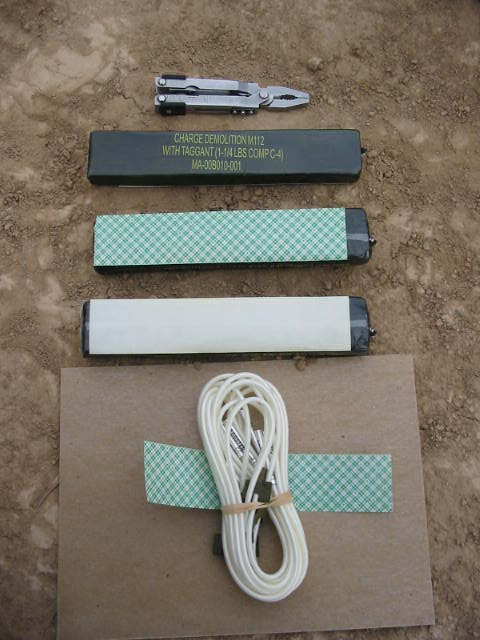 CHARGE DEMOLITION M112
WITH TAGGANT (1-1/4 LBS COMP C-4)
MA-00B010-001